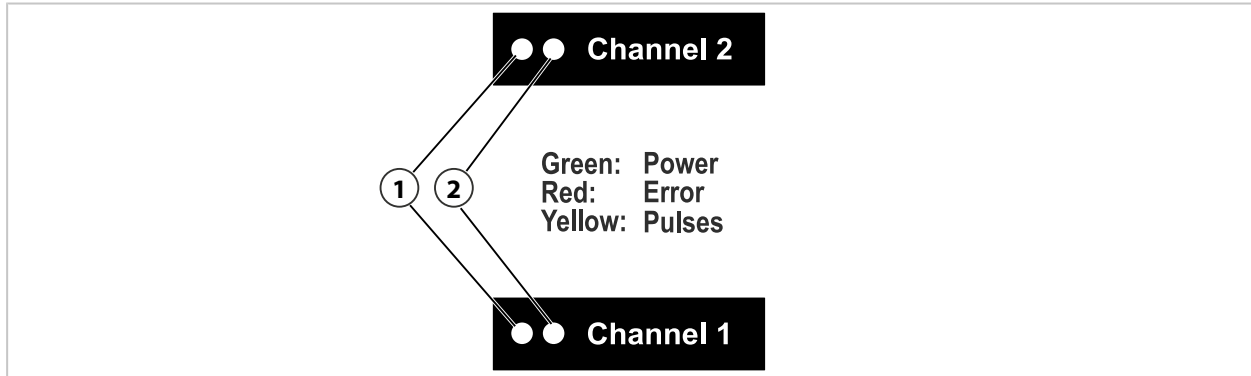 Channel 2
1
2
Green: Power
Red: Error
Yellow: Pulses
Channel 1